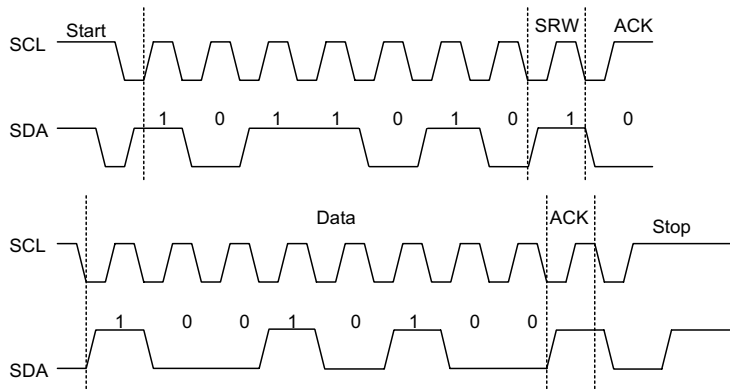 Start SRW ACK
SCL
1 0 1 1 0 1 0 1 0
SDA
Data ACK Stop
SCL
1 0 0 1 0 1 0 0
SDA